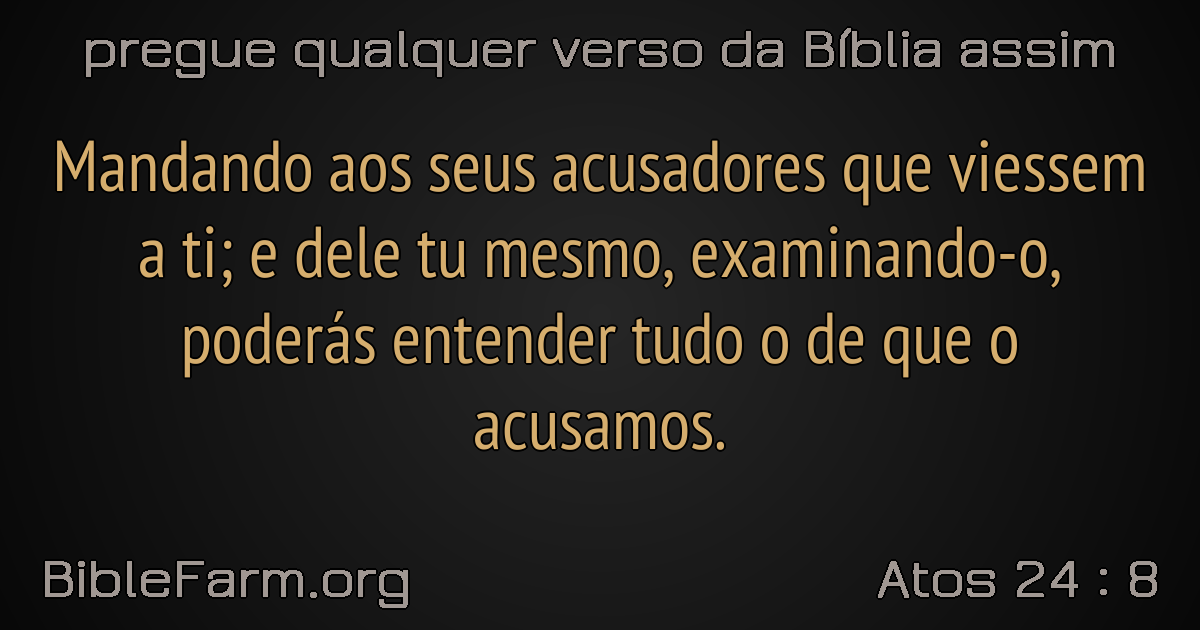 pregue qualquer verso da Bíblia assim
Mandando aos seus acusadores que viessem
a ti; e dele tu mesmo, examinando-o,
poderás entender tudo o de que o
acusamos.
BibleFarm.org
Atos 24 : 8